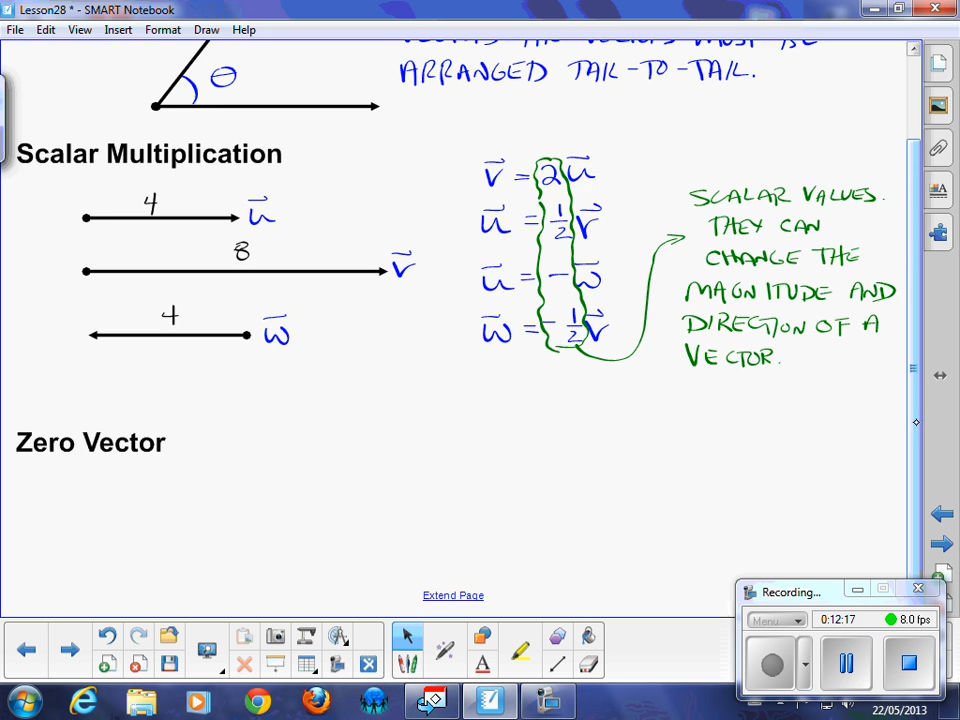 Lesson28 * - SMART Notebook
File Edit View Insert Format Draw Help
ARRANGED TAIL-TO-TAIL.
θ
Scalar Multiplication
4 u⃗
8
v⃗
4 w⃗
v⃗ = 2u⃗
u⃗ = 1/2 v⃗
u⃗ = -w⃗
w⃗ = -1/2 v⃗
SCALAR VALUES.
THEY CAN
CHANGE THE
MAGNITUDE AND
DIRECTION OF A
VECTOR.
Zero Vector
Extend Page
Recording...
Menu 0:12:17 8.0 fps
22/05/2013